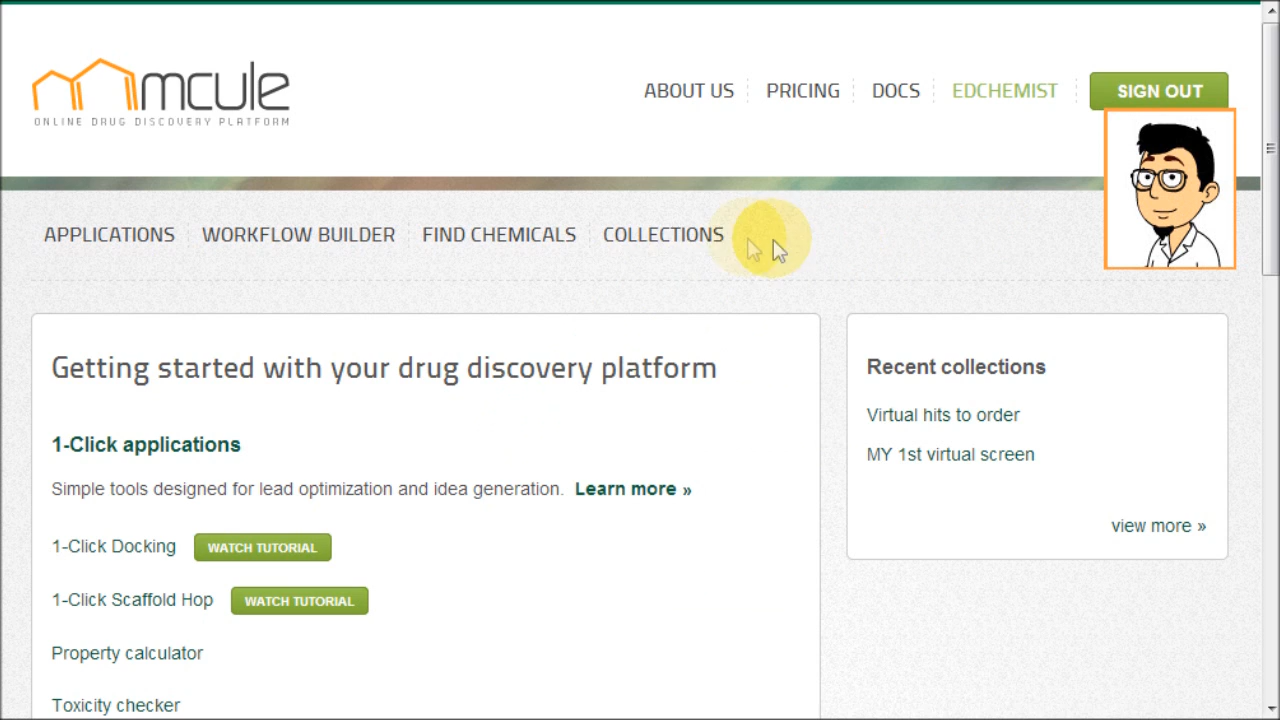 mcule
ONLINE DRUG DISCOVERY PLATFORM
ABOUT US
PRICING
DOCS
EDCHEMIST
SIGN OUT
APPLICATIONS
WORKFLOW BUILDER
FIND CHEMICALS
COLLECTIONS
Getting started with your drug discovery platform
1-Click applications
Simple tools designed for lead optimization and idea generation. Learn more »
1-Click Docking
WATCH TUTORIAL
1-Click Scaffold Hop
WATCH TUTORIAL
Property calculator
Toxicity checker
Recent collections
Virtual hits to order
MY 1st virtual screen
view more »